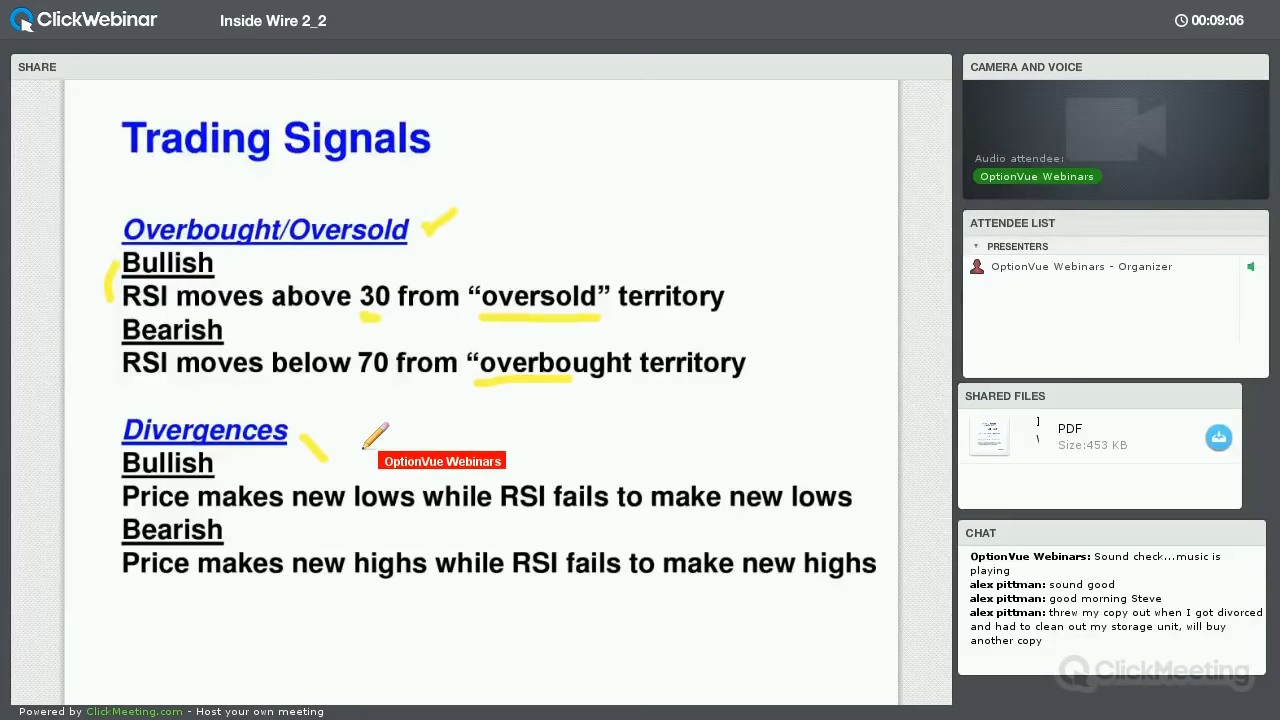 ClickWebinar
Inside Wire 2_2
00:09:06
SHARE
Trading Signals
Overbought/Oversold
Bullish
RSI moves above 30 from “oversold” territory
Bearish
RSI moves below 70 from “overbought territory
Divergences
OptionVue Webinars
Bullish
Price makes new lows while RSI fails to make new lows
Bearish
Price makes new highs while RSI fails to make new highs
CAMERA AND VOICE
Audio attendee:
OptionVue Webinars
ATTENDEE LIST
PRESENTERS
OptionVue Webinars - Organizer
SHARED FILES
PDF
Size:453 KB
CHAT
OptionVue Webinars: Sound check...music is
playing
alex pittman: sound good
alex pittman: good morning Steve
alex pittman: threw my copy out when I got divorced
and had to clean out my storage unit, will buy
another copy
ClickMeeting
Powered by ClickMeeting.com - Host your own meeting